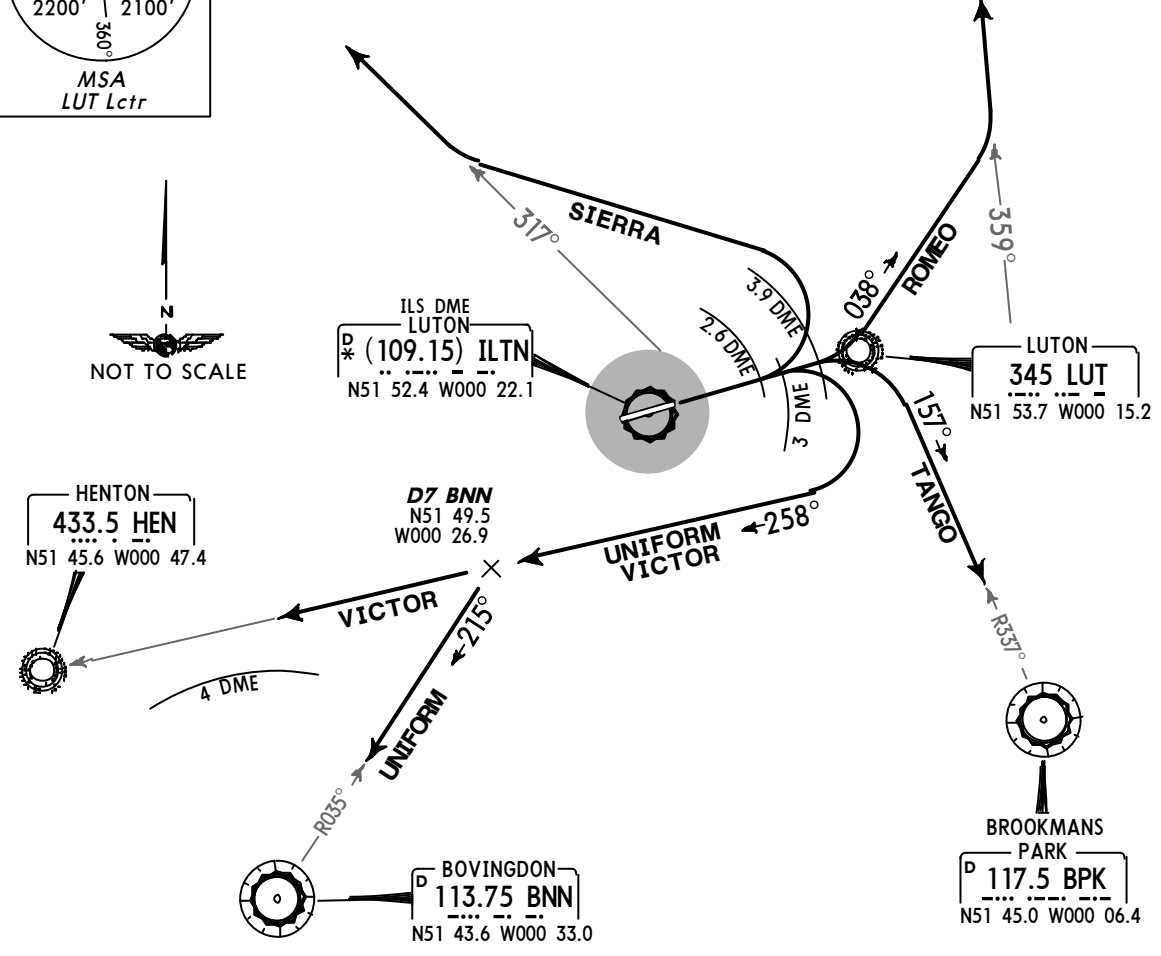 2200' 2100'
360°
MSA
LUT Lctr
N
NOT TO SCALE
317°
SIERRA
3.9 DME
2.6 DME
3 DME
038°
ROMEO
359°
ILS DME
LUTON
D
* (109.15) ILTN
N51 52.4 W000 22.1
LUTON
345 LUT
N51 53.7 W000 15.2
157°
TANGO
HENTON
433.5 HEN
N51 45.6 W000 47.4
D7 BNN
N51 49.5
W000 26.9
258°
UNIFORM
VICTOR
VICTOR
215°
UNIFORM
4 DME
R035°
R337°
BOVINGDON
D
113.75 BNN
N51 43.6 W000 33.0
BROOKMANS
PARK
D
117.5 BPK
N51 45.0 W000 06.4